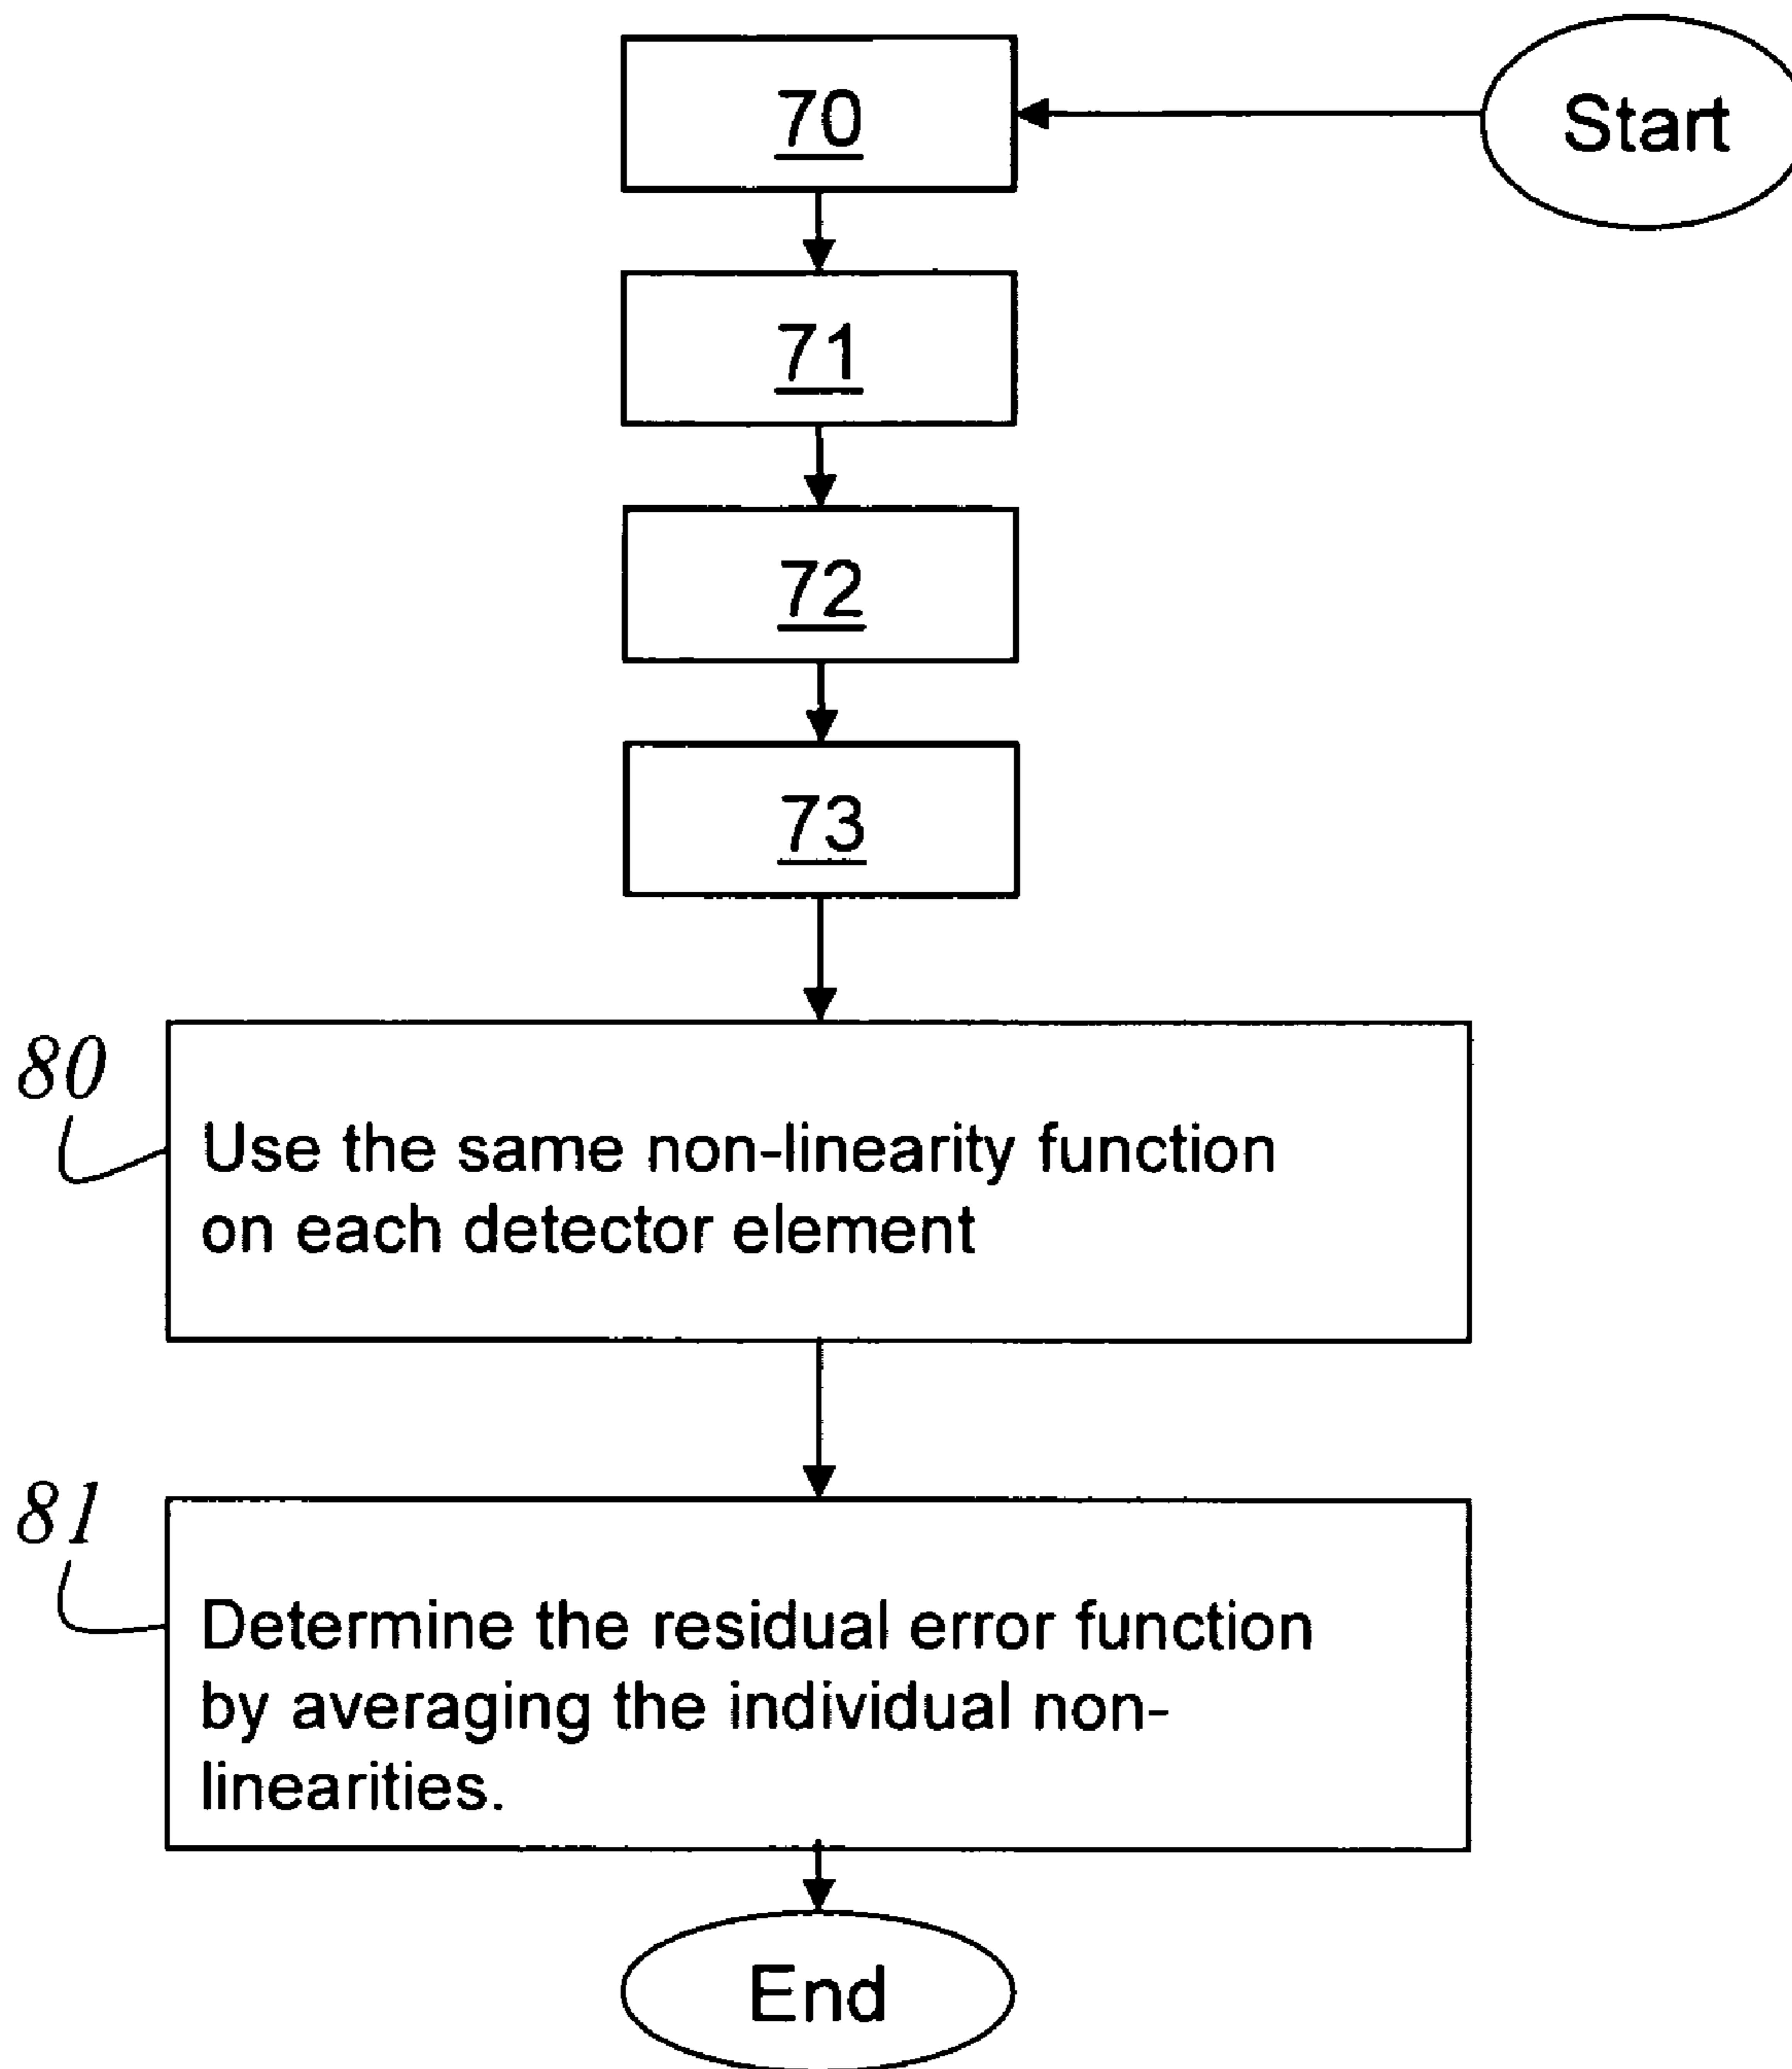 Start
70
71
72
73
80
Use the same non-linearity function
on each detector element
81
Determine the residual error function
by averaging the individual non-
linearities.
End